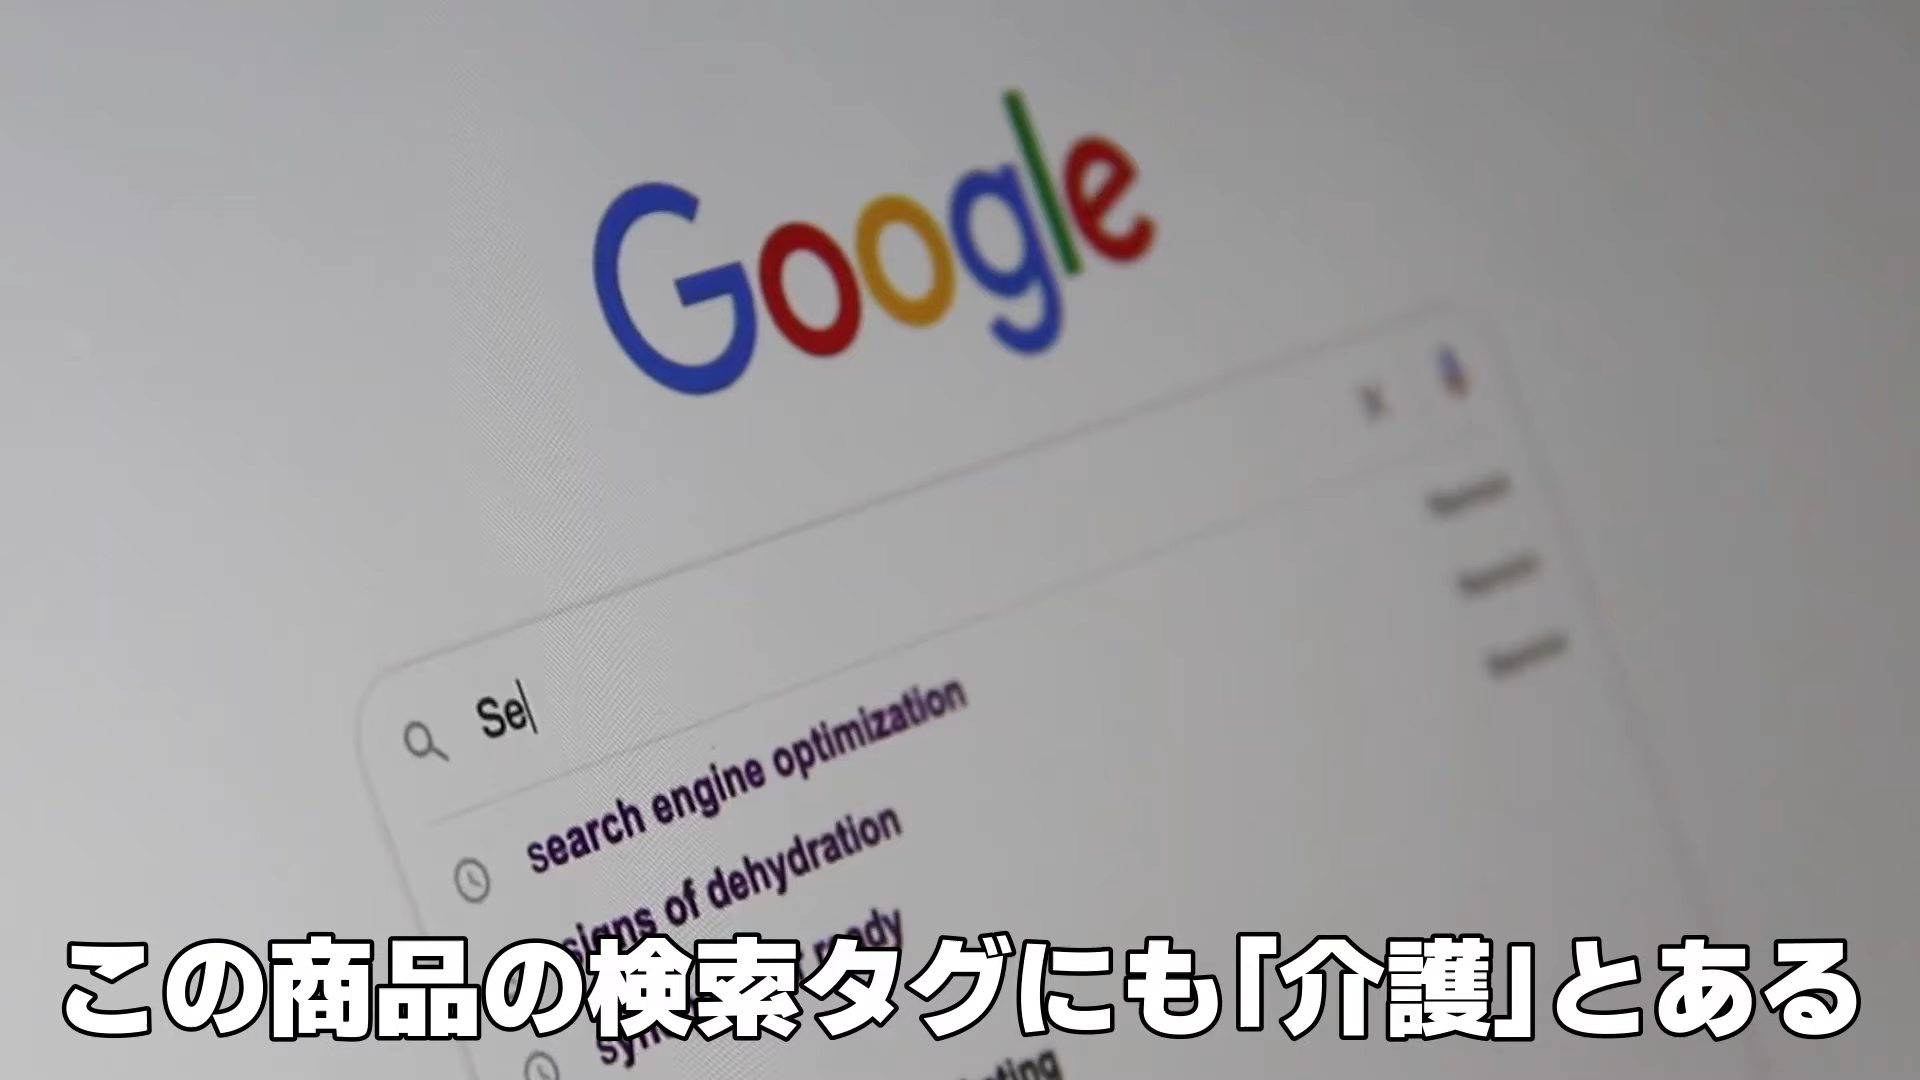 Google
Se
search engine optimization
signs of dehydration
ready
この商品の検索タグにも「介護」とある